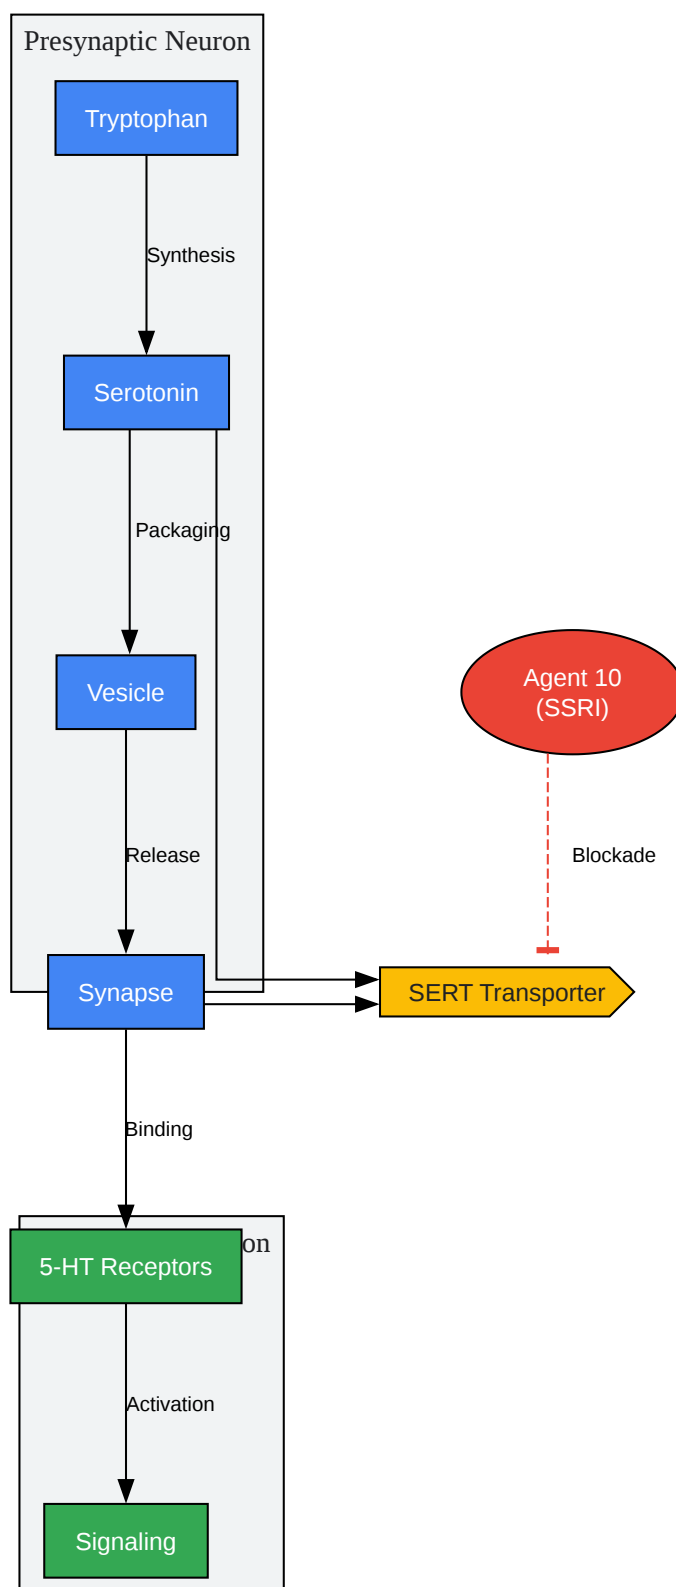 Presynaptic Neuron
Tryptophan
Synthesis
Serotonin
Packaging
Vesicle
Agent 10
(SSRI)
Release
Blockade
Synapse
SERT Transporter
Binding
on
5-HT Receptors
Activation
Signaling